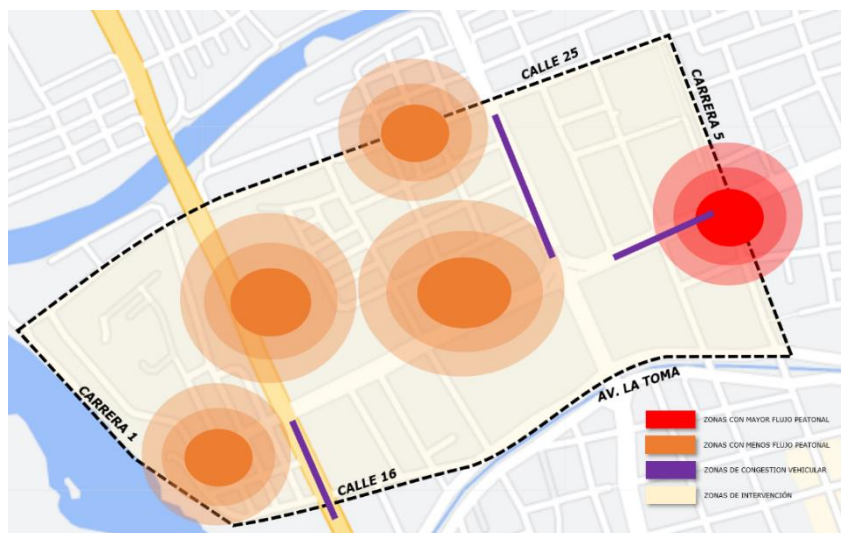 CALLE 25
CARRERA 5
CARRERA 1
CALLE 16
AV. LA TOMA
ZONAS CON MAYOR FLUJO PEATONAL
ZONAS CON MENOS FLUJO PEATONAL
ZONAS DE CONGESTION VEHICULAR
ZONAS DE INTERVENCIÓN